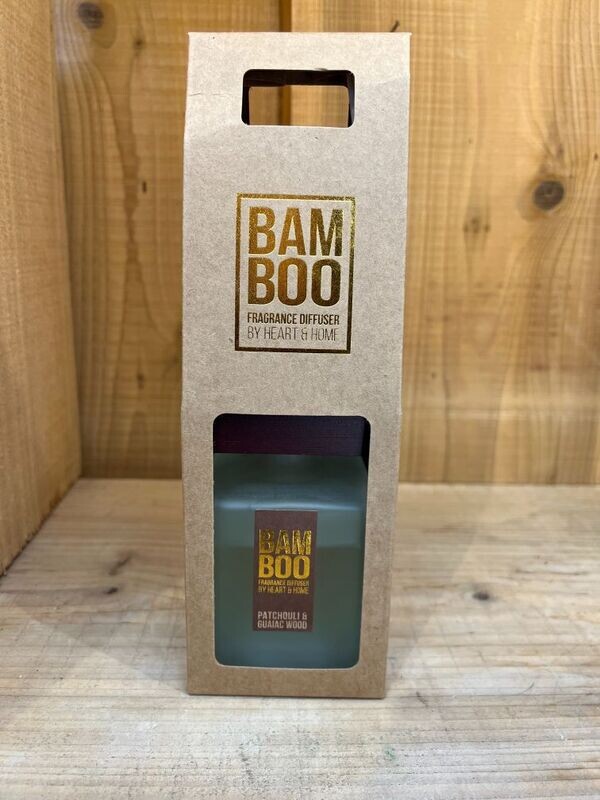 BAM
BOO
FRAGRANCE DIFFUSER
BY HEART & HOME
BAM
BOO
FRAGRANCE DIFFUSER
BY HEART & HOME
PATCHOULI &
GUAIAC WOOD